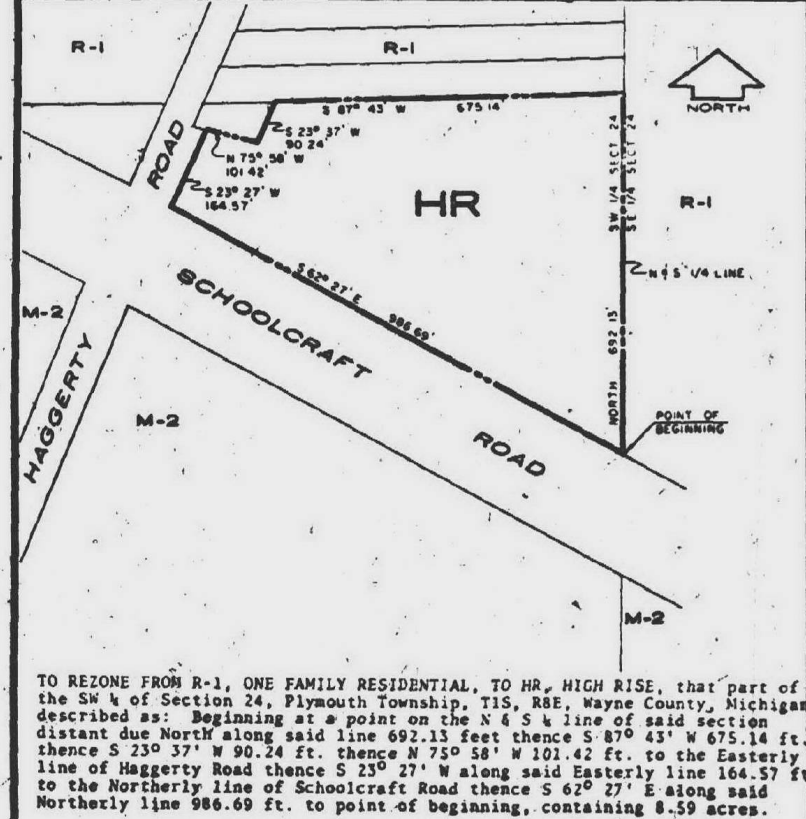 R-1
R-1
S 87° 43' W 675.14'
NORTH
S 23° 37' W
90.24'
N 75° 58' W
101.42'
S 23° 27' W
164.57'
ROAD
HR
SW 1/4 SECT 24
SE 1/4 SECT 24
R-1
N & S 1/4 LINE
NORTH 692.13'
S 62° 27' E 986.69'
SCHOOLCRAFT
ROAD
POINT OF
BEGINNING
M-2
HAGGERTY
M-2
M-2
TO REZONE FROM R-1, ONE FAMILY RESIDENTIAL, TO HR, HIGH RISE, that part of
the SW ¼ of Section 24, Plymouth Township, T1S, R8E, Wayne County, Michigan
described as: Beginning at a point on the N & S ¼ line of said section
distant due North along said line 692.13 feet thence S 87° 43' W 675.14 ft.
thence S 23° 37' W 90.24 ft. thence N 75° 58' W 101.42 ft. to the Easterly
line of Haggerty Road thence S 23° 27' W along said Easterly line 164.57 ft
to the Northerly line of Schoolcraft Road thence S 62° 27' E along said
Northerly line 986.69 ft. to point of beginning, containing 8.59 acres.